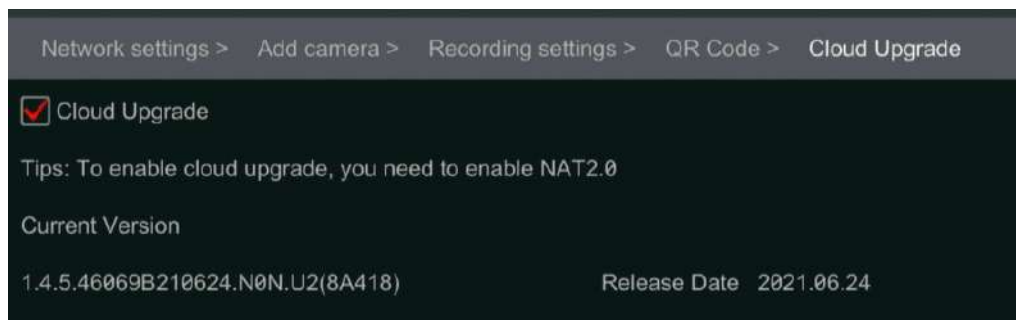 Network settings > Add camera > Recording settings > QR Code > Cloud Upgrade
Cloud Upgrade
Tips: To enable cloud upgrade, you need to enable NAT2.0
Current Version
1.4.5.46069B210624.N0N.U2(8A418) Release Date 2021.06.24